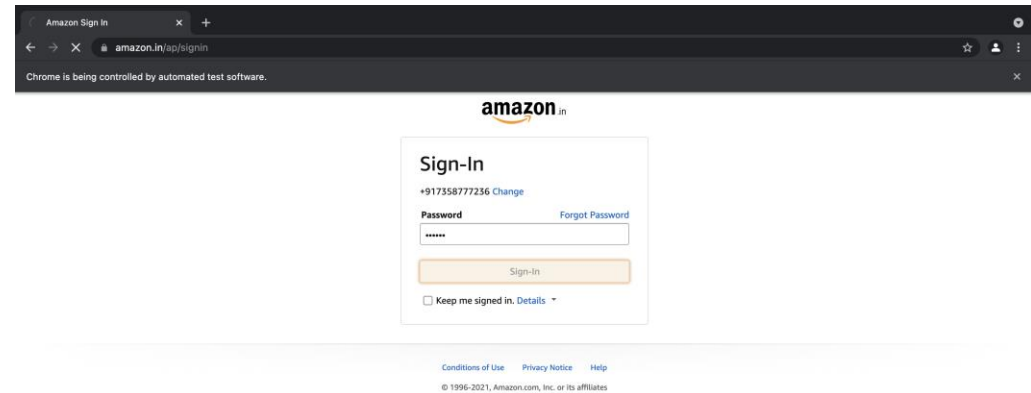 Amazon Sign In
amazon.in/ap/signin
Chrome is being controlled by automated test software.
amazon.in
Sign-In
+917358777236 Change
Password Forgot Password
••••••
Sign-In
Keep me signed in. Details
Conditions of Use Privacy Notice Help
© 1996-2021, Amazon.com, Inc. or its affiliates